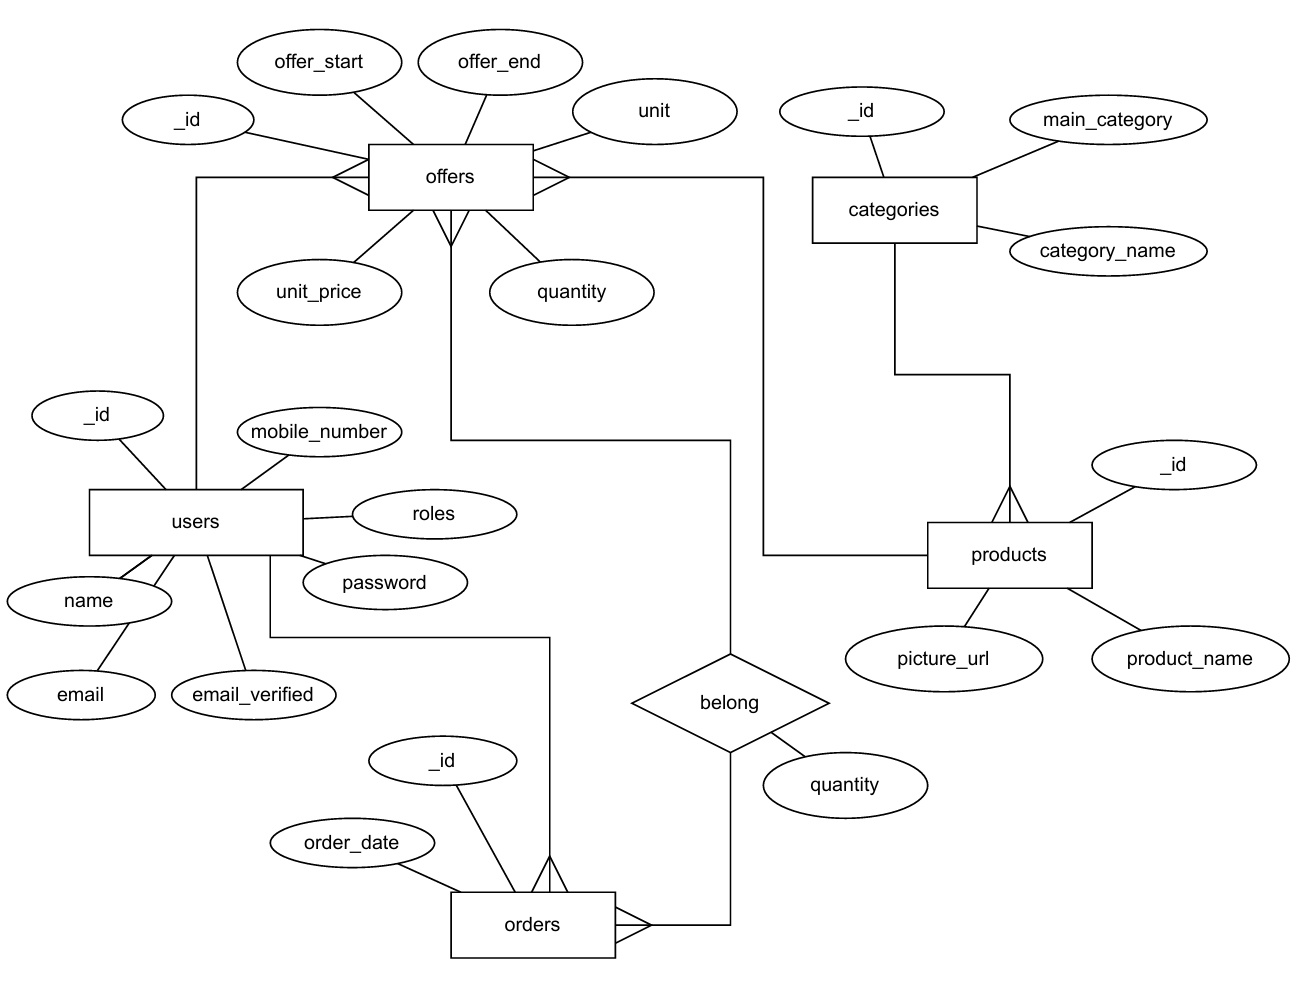 offer_start
offer_end
unit
_id
offers
unit_price
quantity
_id
main_category
categories
category_name
_id
mobile_number
users
roles
name
password
email
email_verified
_id
products
picture_url
product_name
belong
quantity
_id
order_date
orders